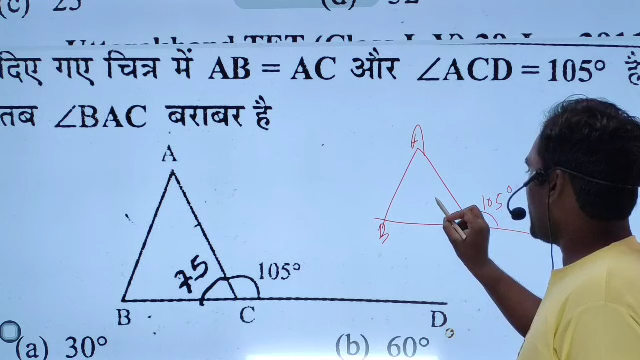 (c) 25
(d) 32
Uttarakhand TET (Class I-V)
दिए गए चित्र में AB = AC और ∠ACD = 105° है
तब ∠BAC बराबर है
A
A
105°
B
75
105°
B
C
D
(a) 30°
(b) 60°